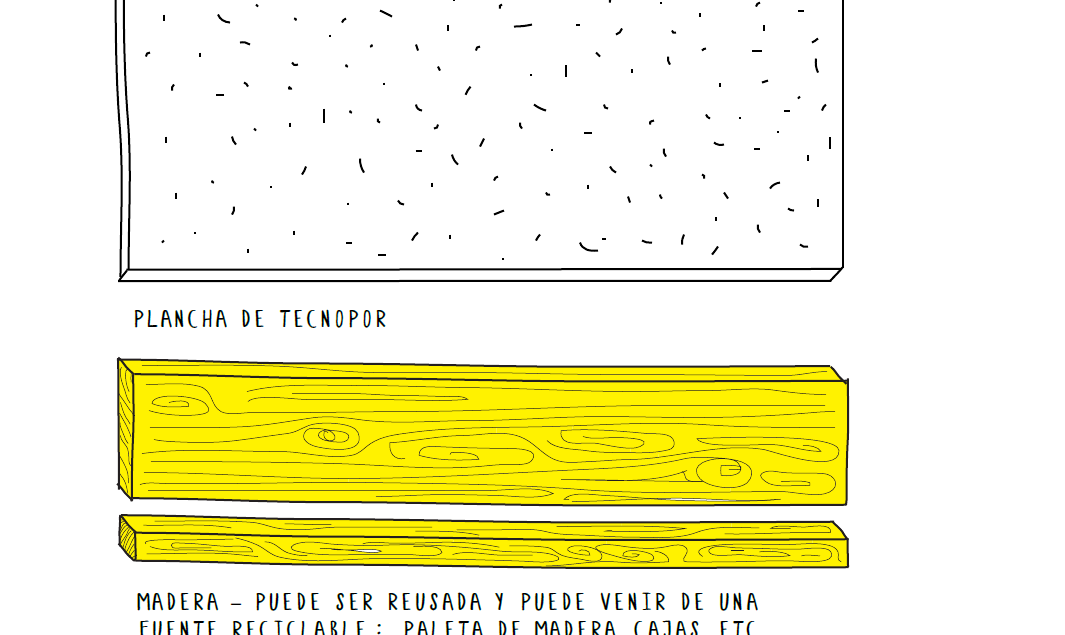 PLANCHA DE TECNOPOR
MADERA – PUEDE SER REUSADA Y PUEDE VENIR DE UNA
FUENTE RECICLABLE: PALETA DE MADERA CAJAS ETC